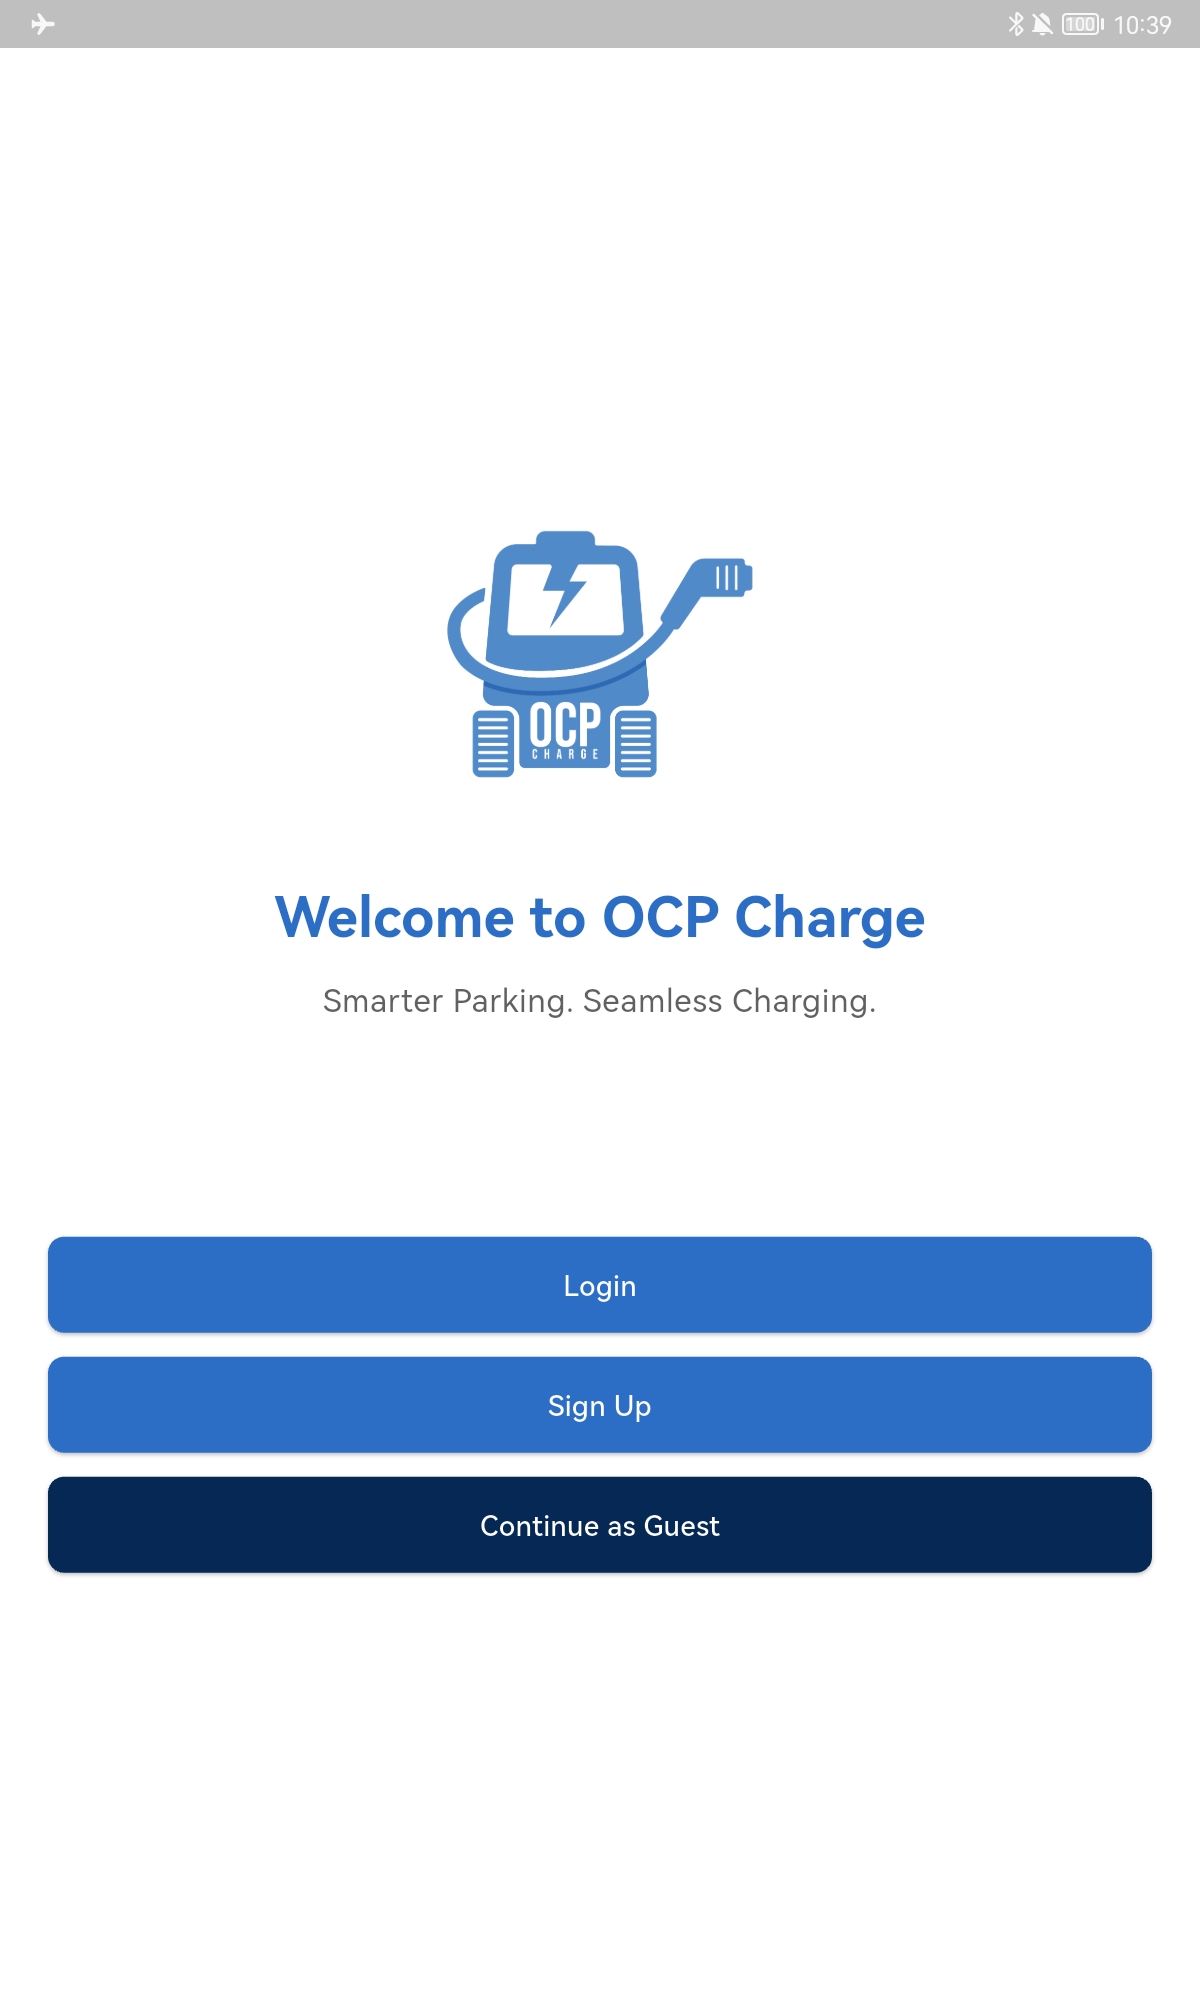 100 10:39
OCP
CHARGE
Welcome to OCP Charge
Smarter Parking. Seamless Charging.
Login
Sign Up
Continue as Guest